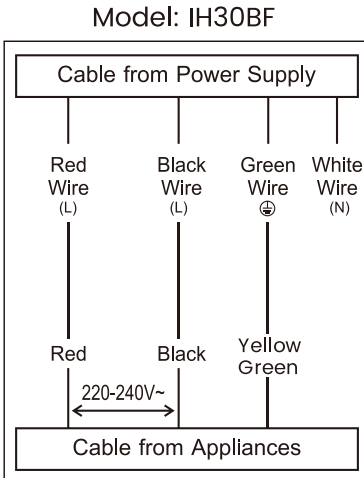 Model: IH30BF
Cable from Power Supply
Red Wire (L)
Black Wire (L)
Green Wire ⏚
White Wire (N)
Red
Black
Yellow Green
220-240V~
Cable from Appliances